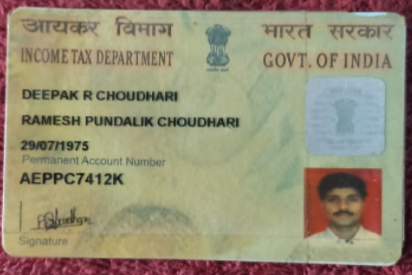 आयकर विभाग भारत सरकार
INCOME TAX DEPARTMENT GOVT. OF INDIA
DEEPAK R CHOUDHARI
RAMESH PUNDALIK CHOUDHARI
29/07/1975
Permanent Account Number
AEPPC7412K
Signature